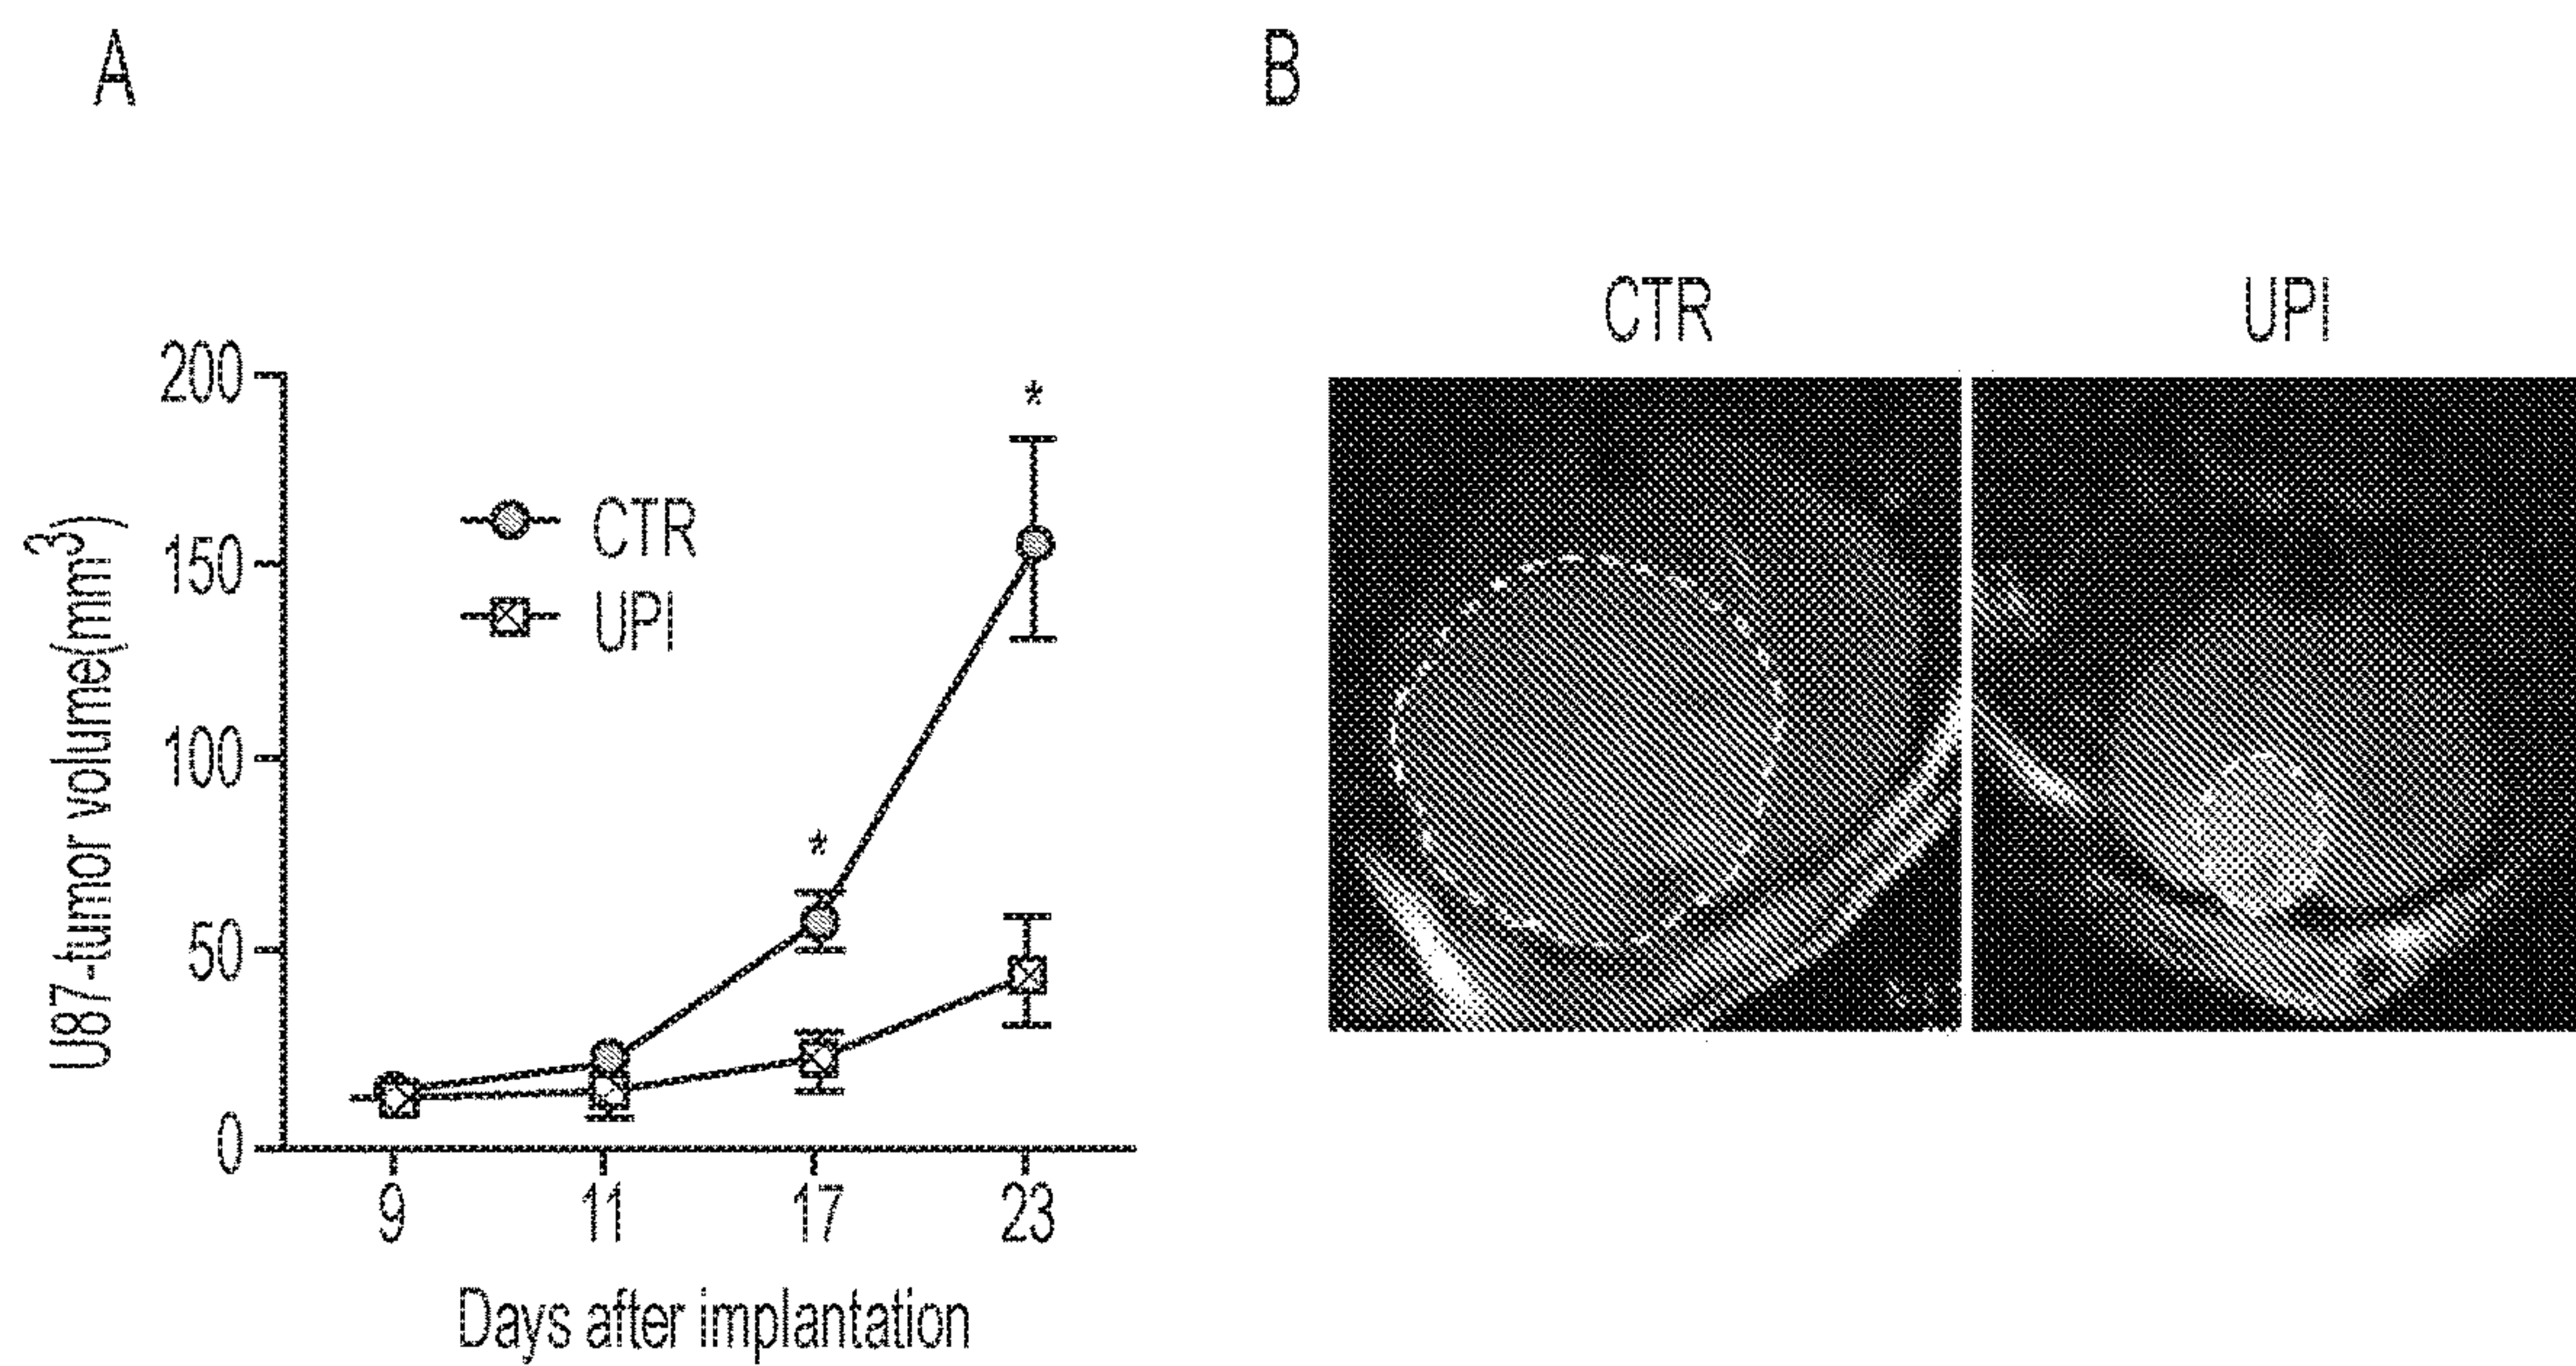 A
B
CTR
UPI
200
150
100
50
0
U87-tumor volume(mm³)
*
*
CTR
UPI
9
11
17
23
Days after implantation